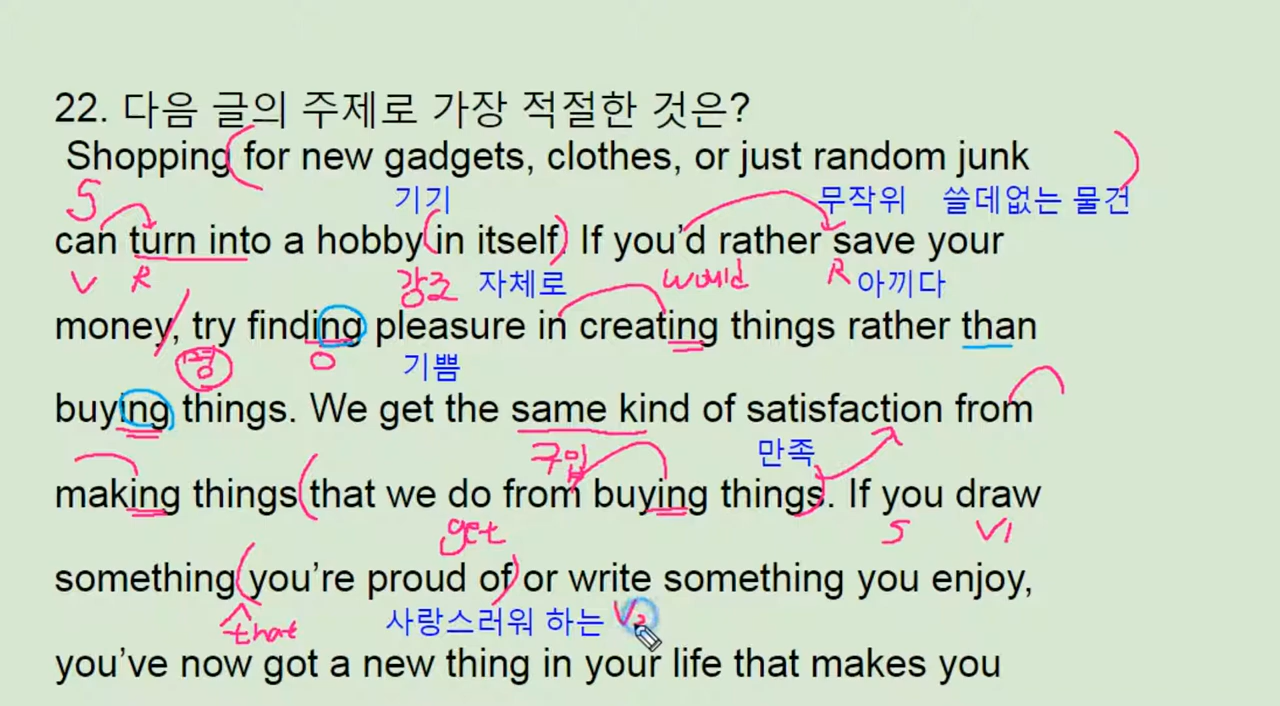 22. 다음 글의 주제로 가장 적절한 것은?
Shopping (for new gadgets, clothes, or just random junk )
S 기기 무작위 쓸데없는 물건
can turn into a hobby (in itself). If you'd rather save your
V R 강조 자체로 would R 아끼다
money, / try finding pleasure in creating things rather than
명 O 기쁨
buying things. We get the same kind of satisfaction from
구밉 만족
making things (that we do from buying things). If you draw
get S V1
something (you're proud of) or write something you enjoy,
that 사랑스러워 하는 V2
you've now got a new thing in your life that makes you